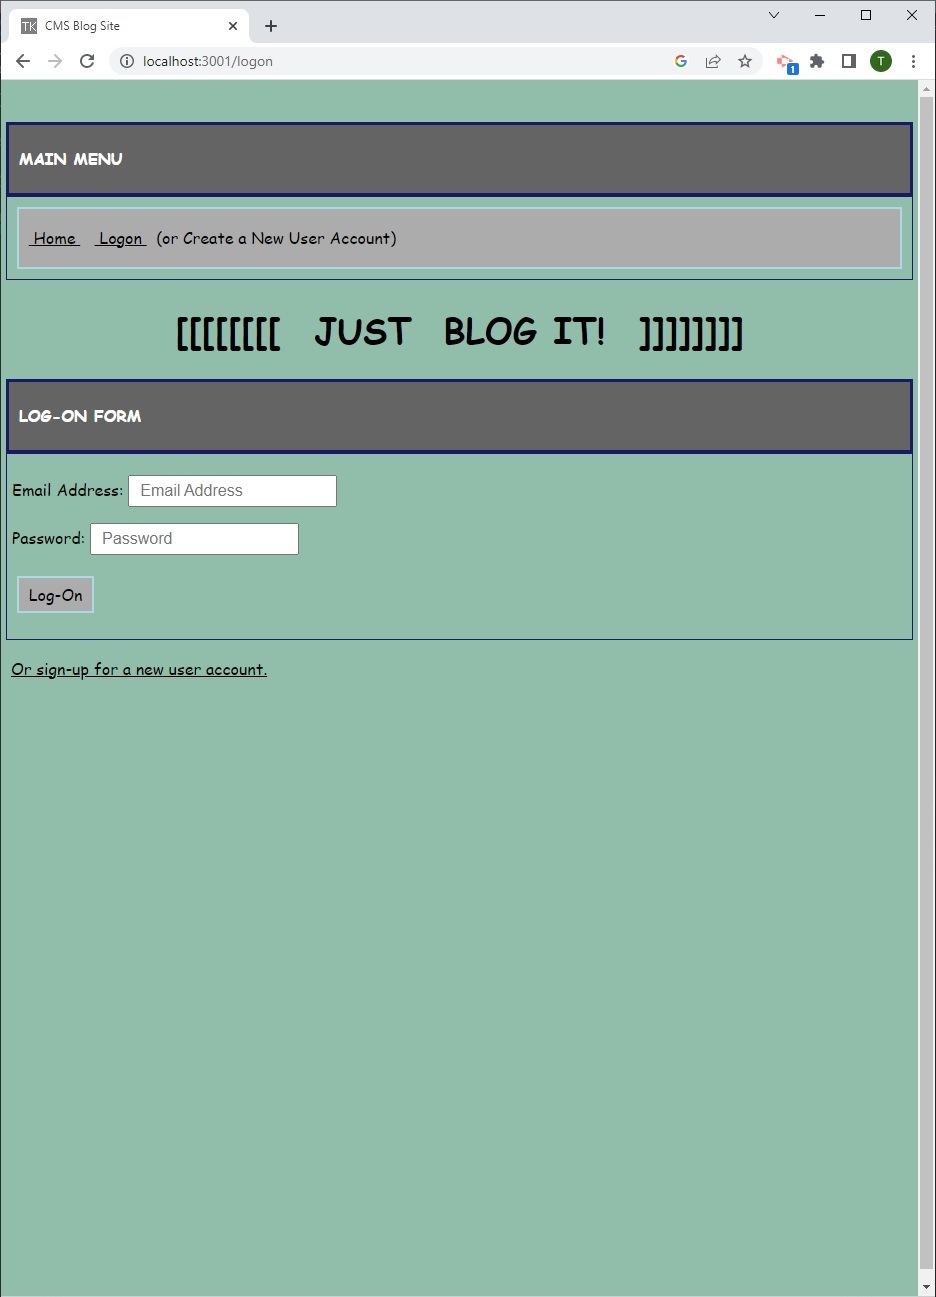 TK CMS Blog Site
localhost:3001/logon
1
T
MAIN MENU
Home Logon (or Create a New User Account)
[[[[[[[[ JUST BLOG IT! ]]]]]]]]
LOG-ON FORM
Email Address: Email Address
Password: Password
Log-On
Or sign-up for a new user account.